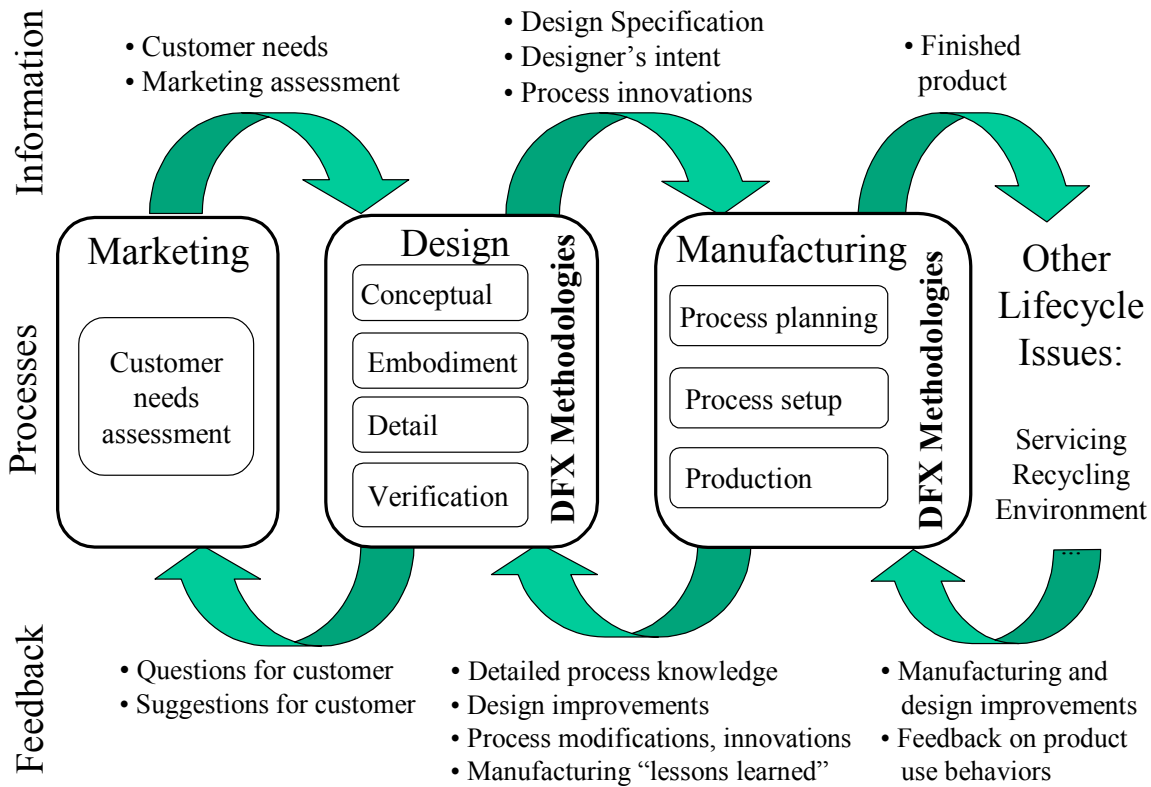 Information
• Customer needs
• Marketing assessment
• Design Specification
• Designer’s intent
• Process innovations
• Finished
product
Processes
Marketing
Customer
needs
assessment
Design
Conceptual
Embodiment
Detail
Verification
DFX Methodologies
Manufacturing
Process planning
Process setup
Production
DFX Methodologies
Other
Lifecycle
Issues:
Servicing
Recycling
Environment
...
Feedback
• Questions for customer
• Suggestions for customer
• Detailed process knowledge
• Design improvements
• Process modifications, innovations
• Manufacturing “lessons learned”
• Manufacturing and
design improvements
• Feedback on product
use behaviors